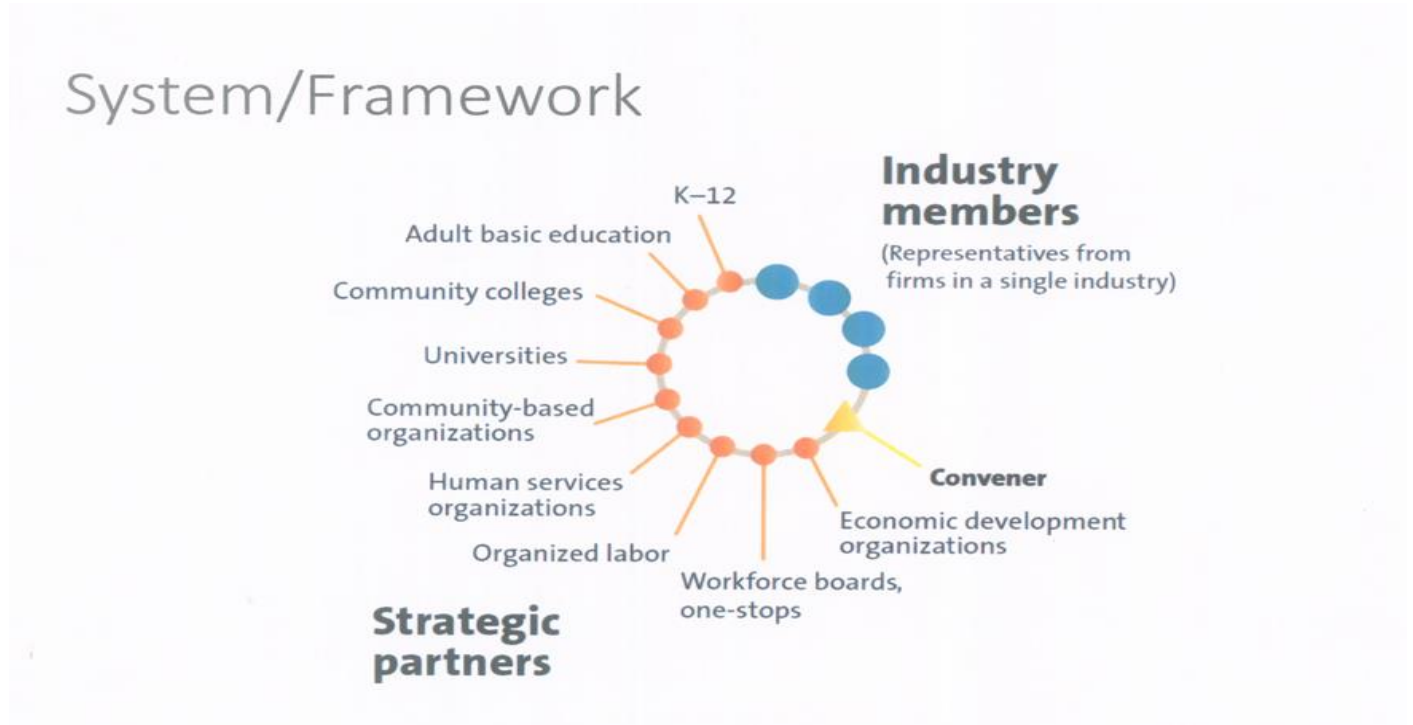 System/Framework
Industry
members
(Representatives from
firms in a single industry)
K–12
Adult basic education
Community colleges
Universities
Community-based
organizations
Human services
organizations
Organized labor
Workforce boards,
one-stops
Economic development
organizations
Convener
Strategic
partners